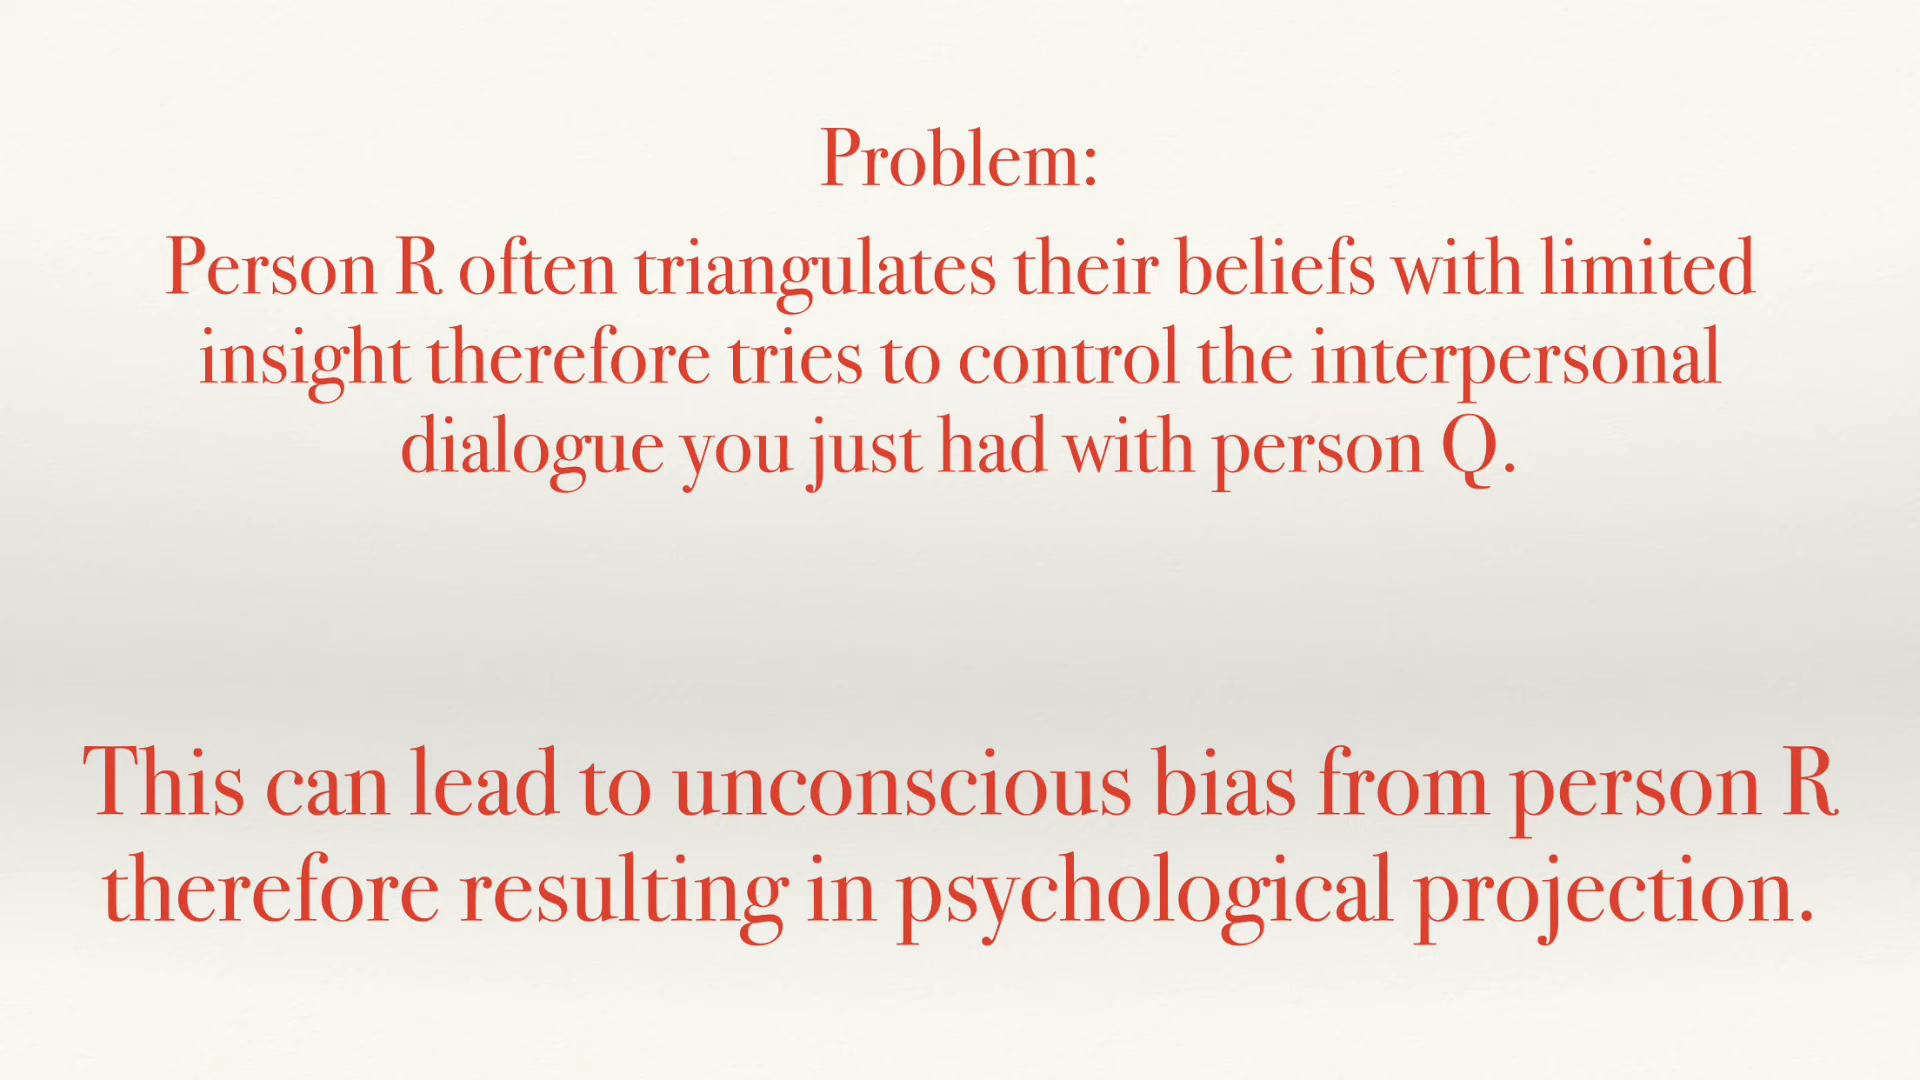 Problem:
Person R often triangulates their beliefs with limited
insight therefore tries to control the interpersonal
dialogue you just had with person Q.
This can lead to unconscious bias from person R
therefore resulting in psychological projection.